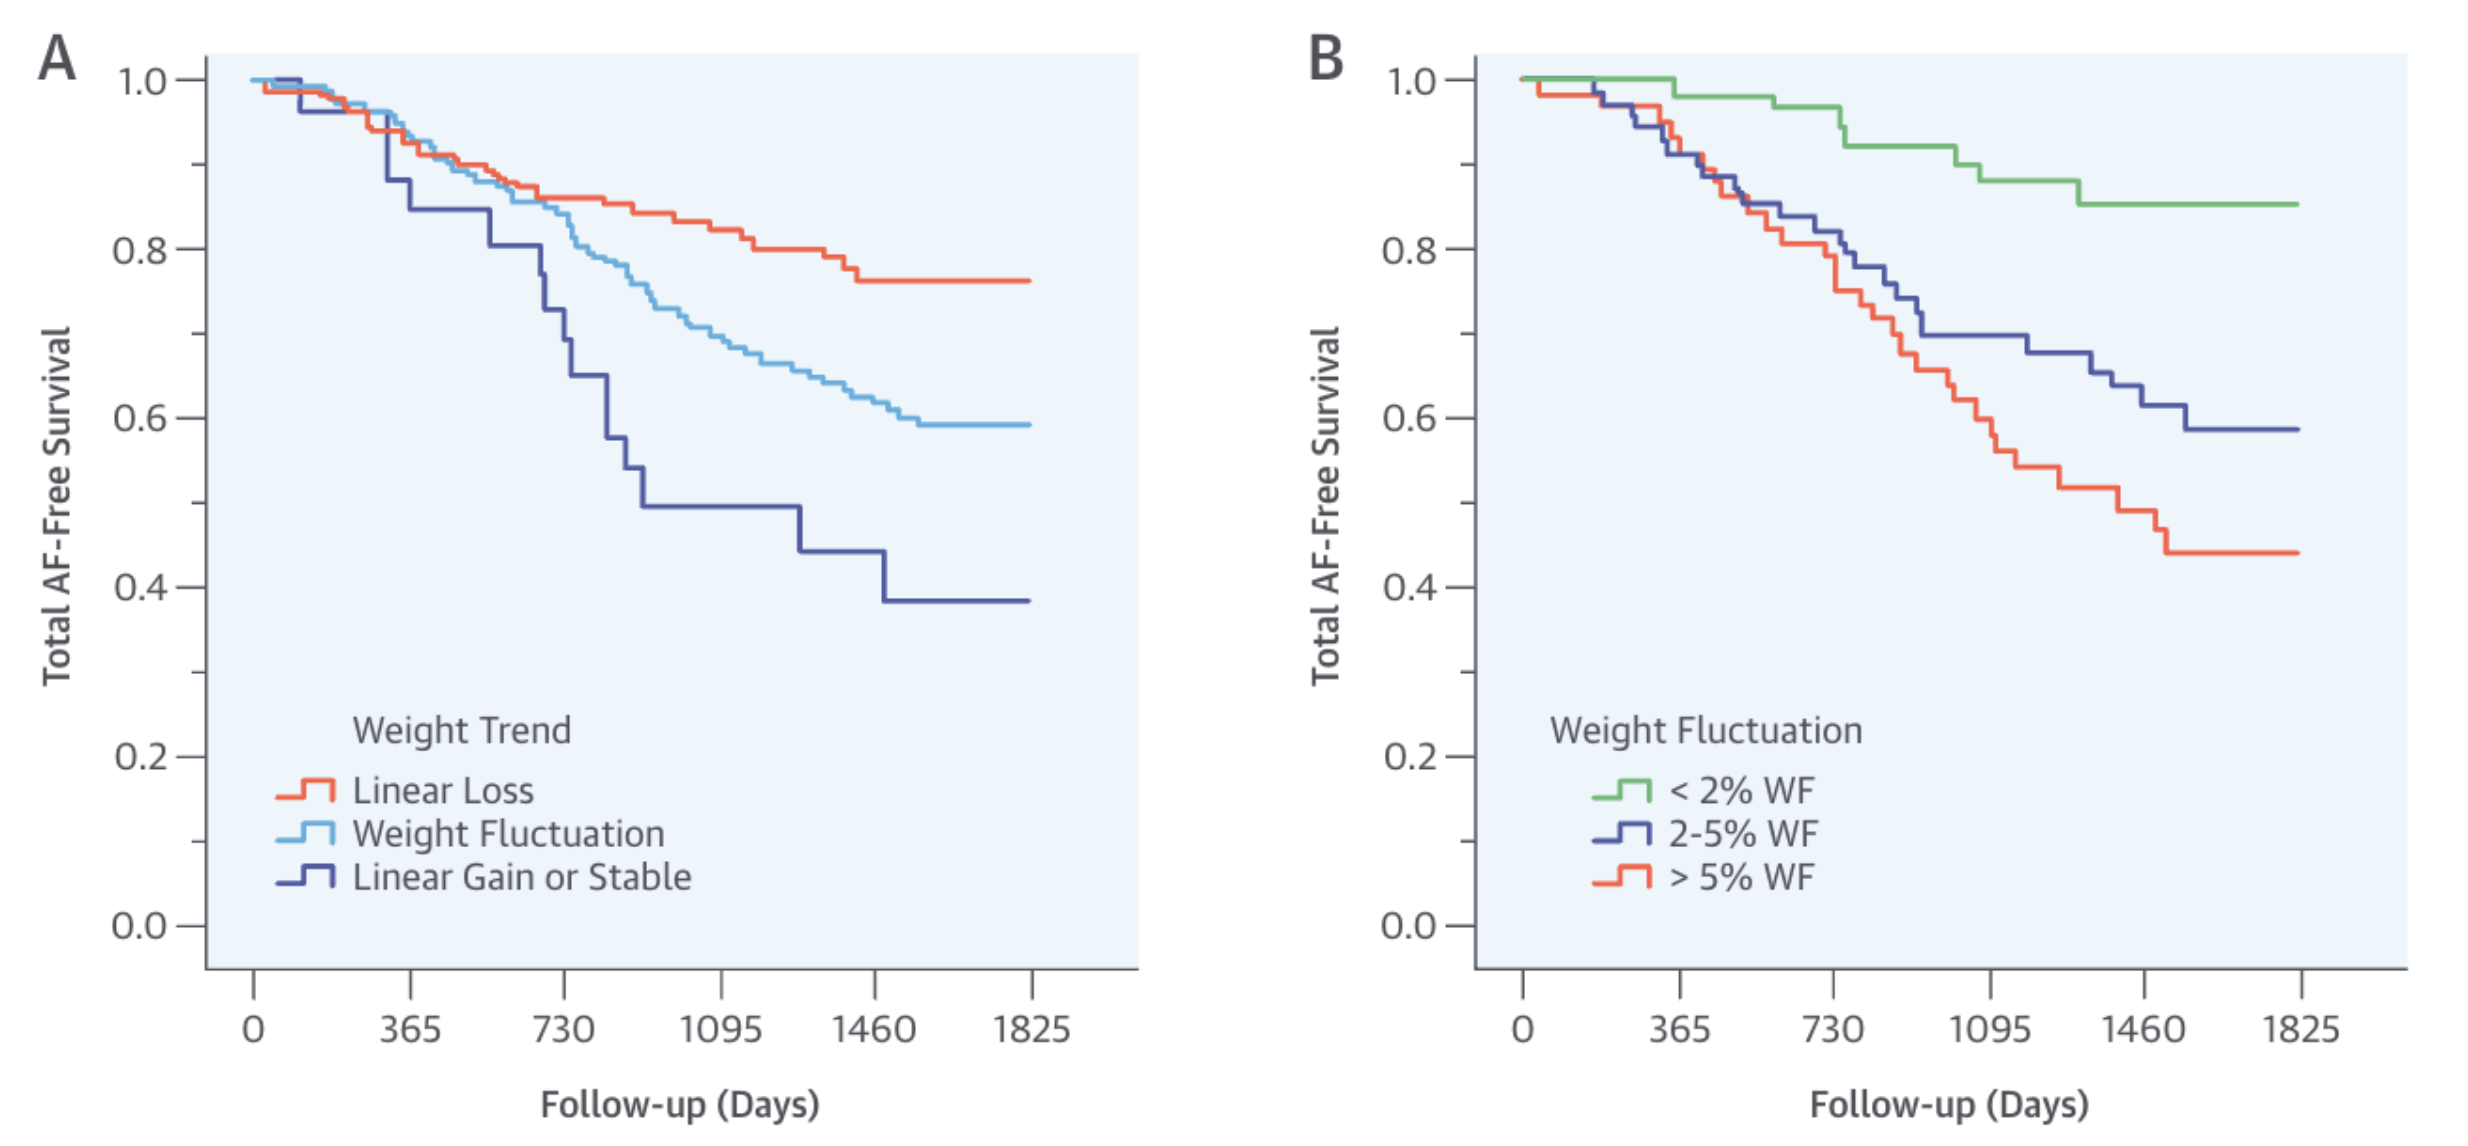 A
1.0
0.8
0.6
0.4
0.2
0.0
Total AF-Free Survival
Weight Trend
Linear Loss
Weight Fluctuation
Linear Gain or Stable
0 365 730 1095 1460 1825
Follow-up (Days)
B
1.0
0.8
0.6
0.4
0.2
0.0
Total AF-Free Survival
Weight Fluctuation
< 2% WF
2-5% WF
> 5% WF
0 365 730 1095 1460 1825
Follow-up (Days)